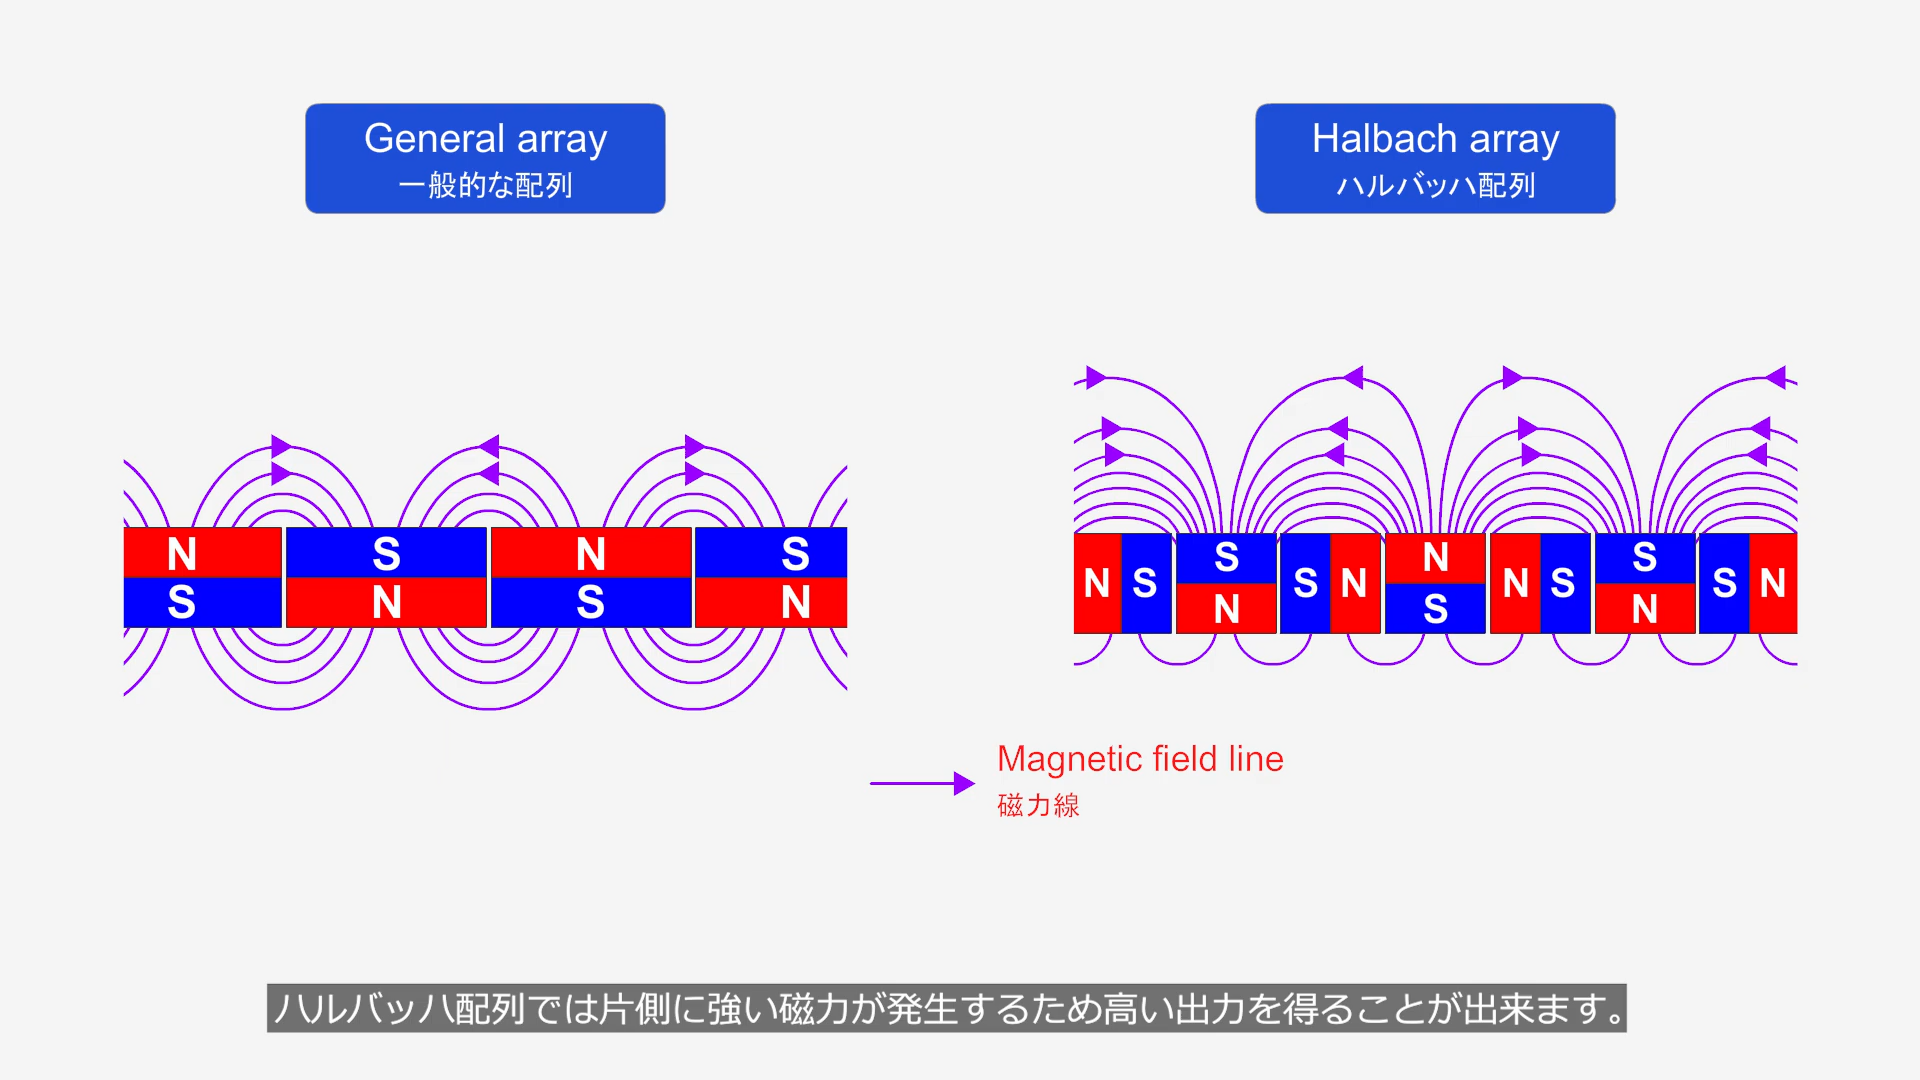 General array
一般的な配列
Halbach array
ハルバッハ配列
N S N S
S N S N
N S S S N N N S S S N
N S N
Magnetic field line
磁力線
ハルバッハ配列では片側に強い磁力が発生するため高い出力を得ることが出来ます。